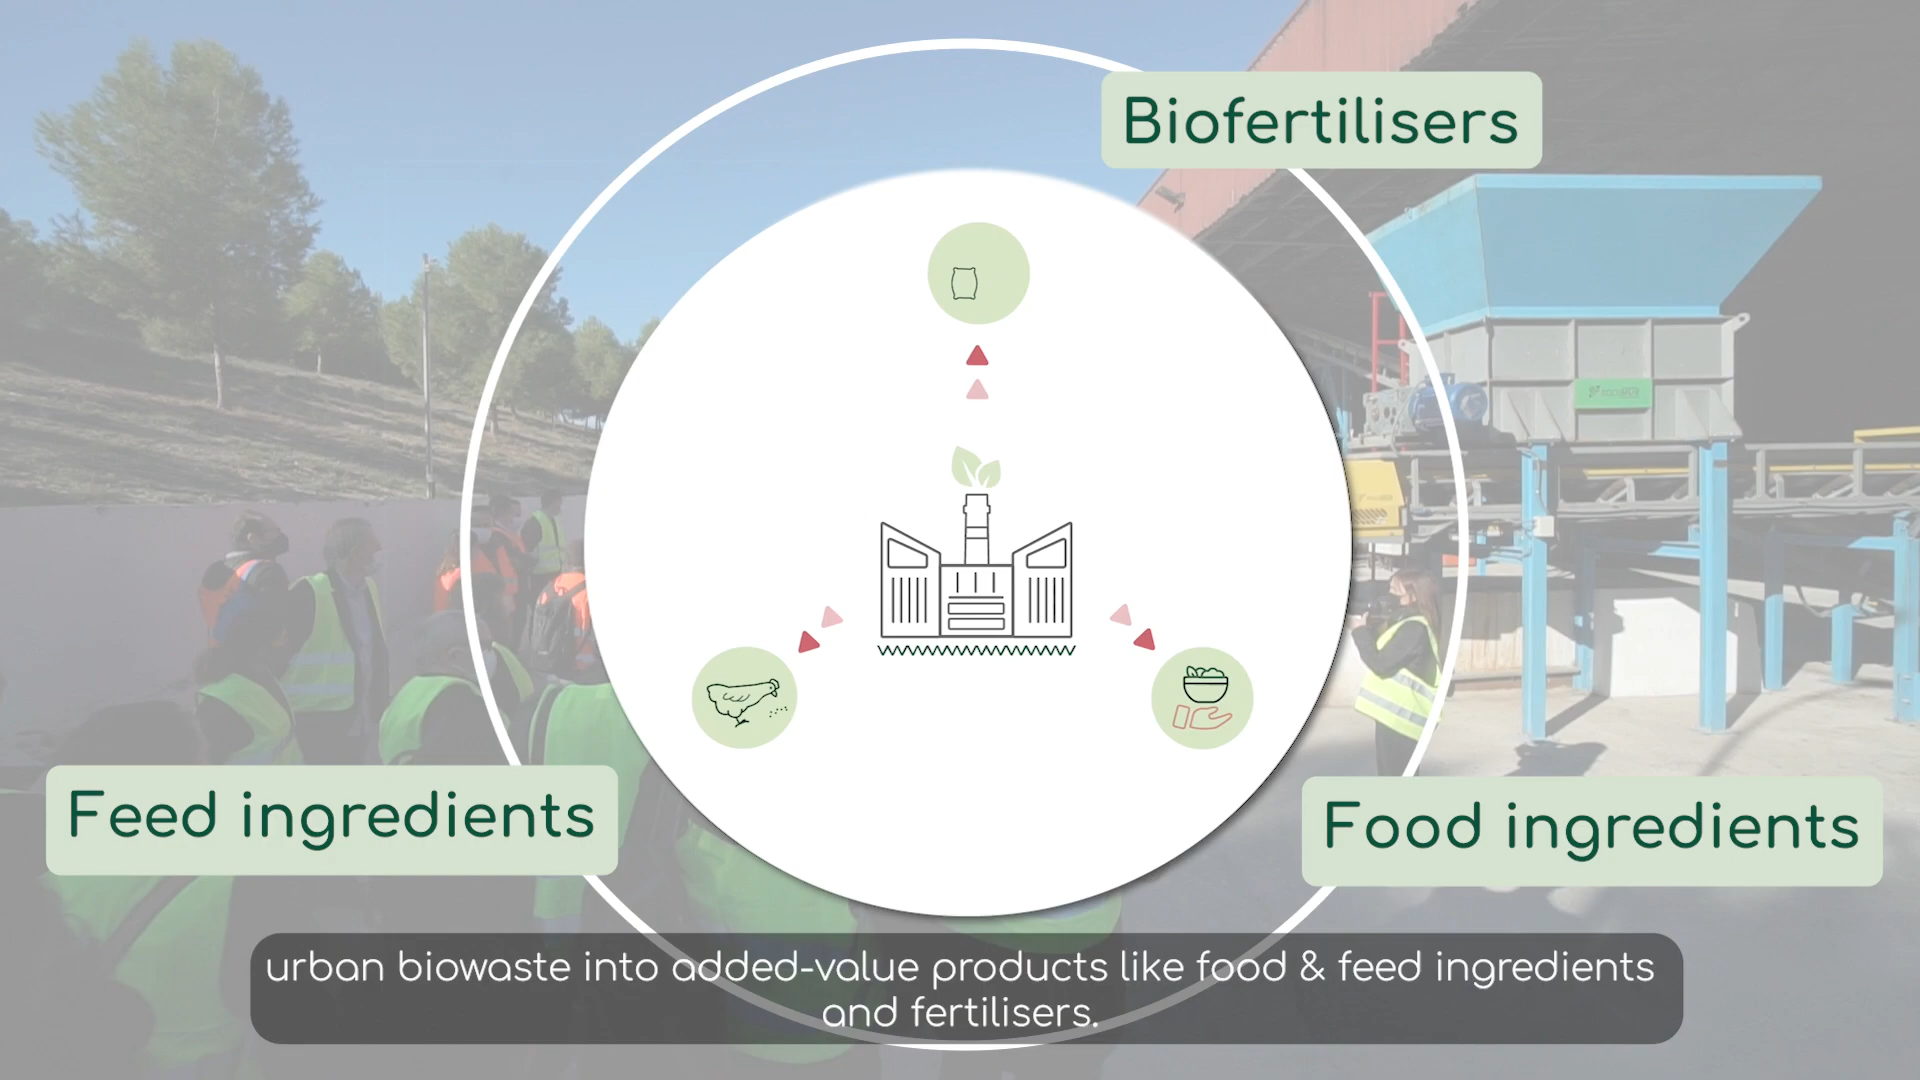 Biofertilisers
Feed ingredients
Food ingredients
urban biowaste into added-value products like food & feed ingredients
and fertilisers.